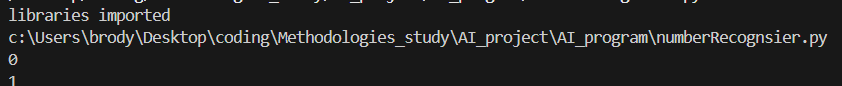 libraries imported
c:\Users\brody\Desktop\coding\Methodologies_study\AI_project\AI_program\numberRecognsier.py
0
1